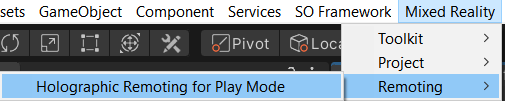 sets GameObject Component Services SO Framework Mixed Reality
Pivot Loca Toolkit >
Project >
Holographic Remoting for Play Mode Remoting >